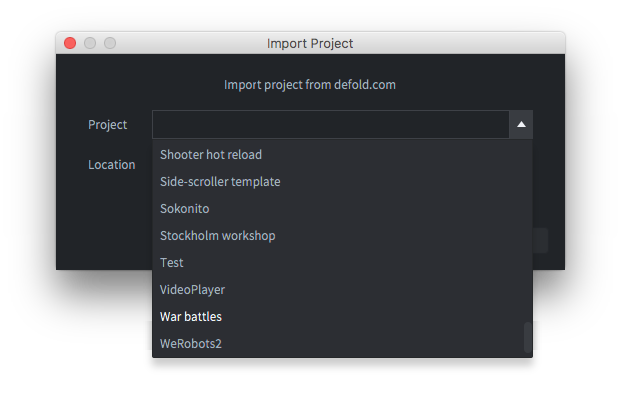 Import Project
Import project from defold.com
Project
Location
Shooter hot reload
Side-scroller template
Sokonito
Stockholm workshop
Test
VideoPlayer
War battles
WeRobots2